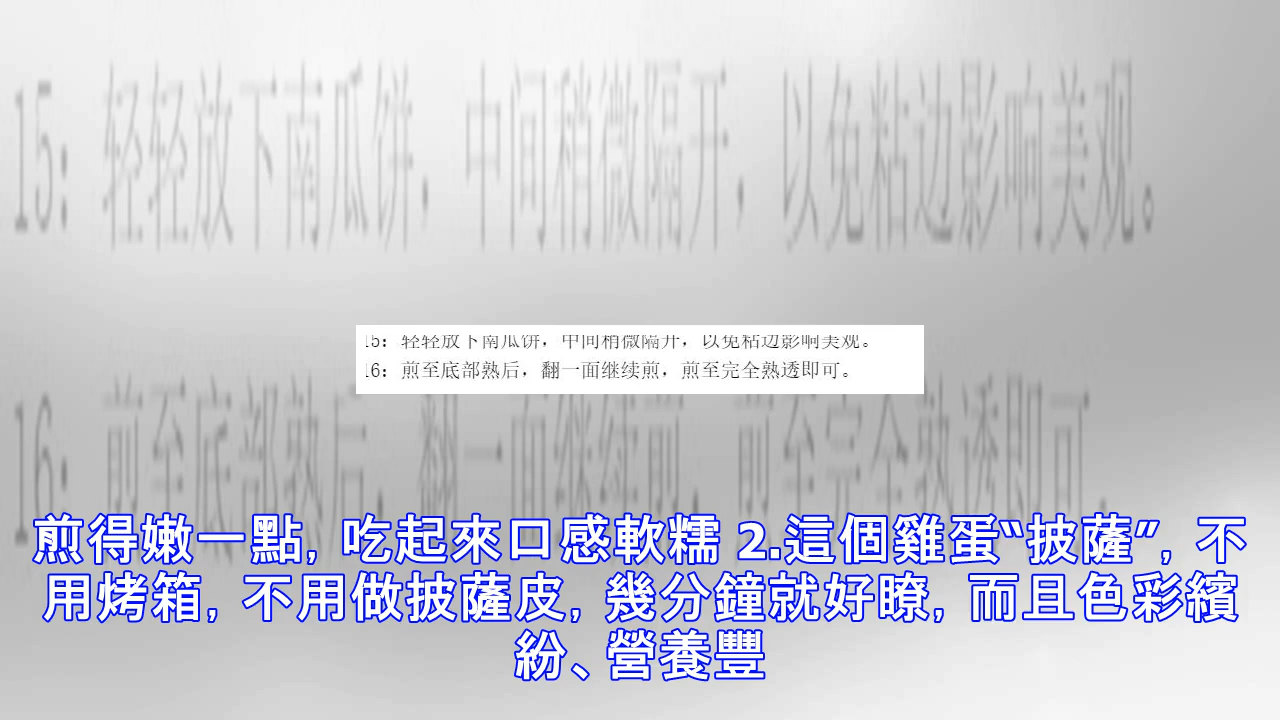 15：轻轻放下南瓜饼，中间稍微隔开，以免粘边影响美观。
15：轻轻放下南瓜饼，中间稍微隔开，以免粘边影响美观。
16：煎至底部熟后，翻一面继续煎，煎至完全熟透即可。
16：煎至底部熟后，翻一面继续煎，煎至完全熟透即可。
煎得嫩一點，吃起來口感軟糯 2.這個雞蛋“披薩”，不
用烤箱，不用做披薩皮，幾分鐘就好瞭，而且色彩繽
紛、營養豐